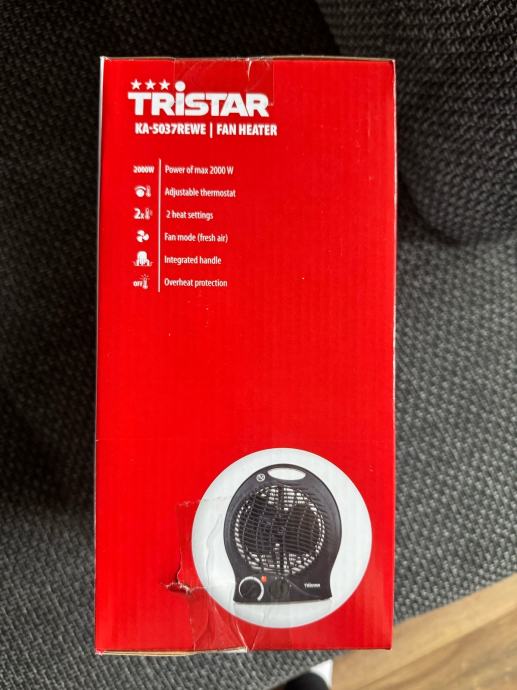 TRISTAR
KA-5037REWE | FAN HEATER
2000W Power of max 2000 W
Adjustable thermostat
2x 2 heat settings
Fan mode (fresh air)
Integrated handle
OFF Overheat protection
TRISTAR